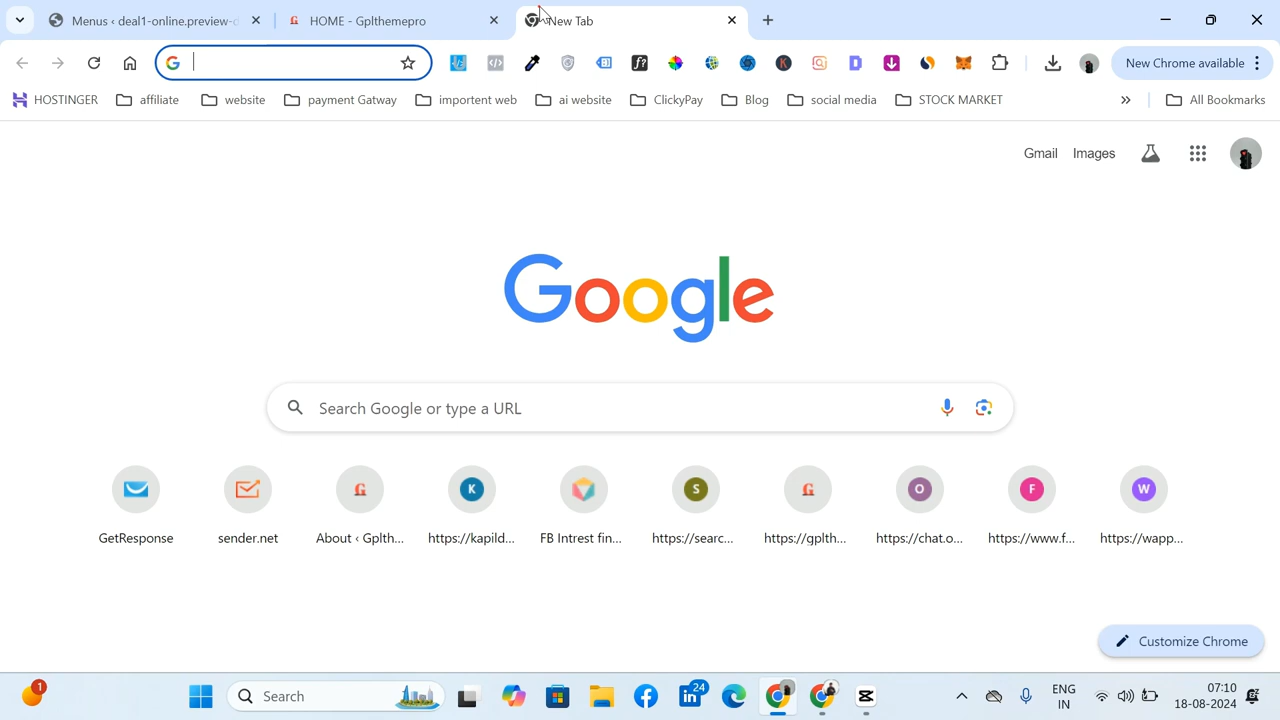 Menus ‹ deal1-online.preview-d
HOME - Gplthemepro
New Tab
New Chrome available
HOSTINGER
affiliate
website
payment Gatway
importent web
ai website
ClickyPay
Blog
social media
STOCK MARKET
»
All Bookmarks
Gmail
Images
Google
Search Google or type a URL
K
S
O
F
W
GetResponse
sender.net
About ‹ Gplth...
https://kapild...
FB Intrest fin...
https://searc...
https://gplth...
https://chat.o...
https://www.f...
https://wapp...
Customize Chrome
1
Search
24
ENG
IN
07:10
18-08-2024